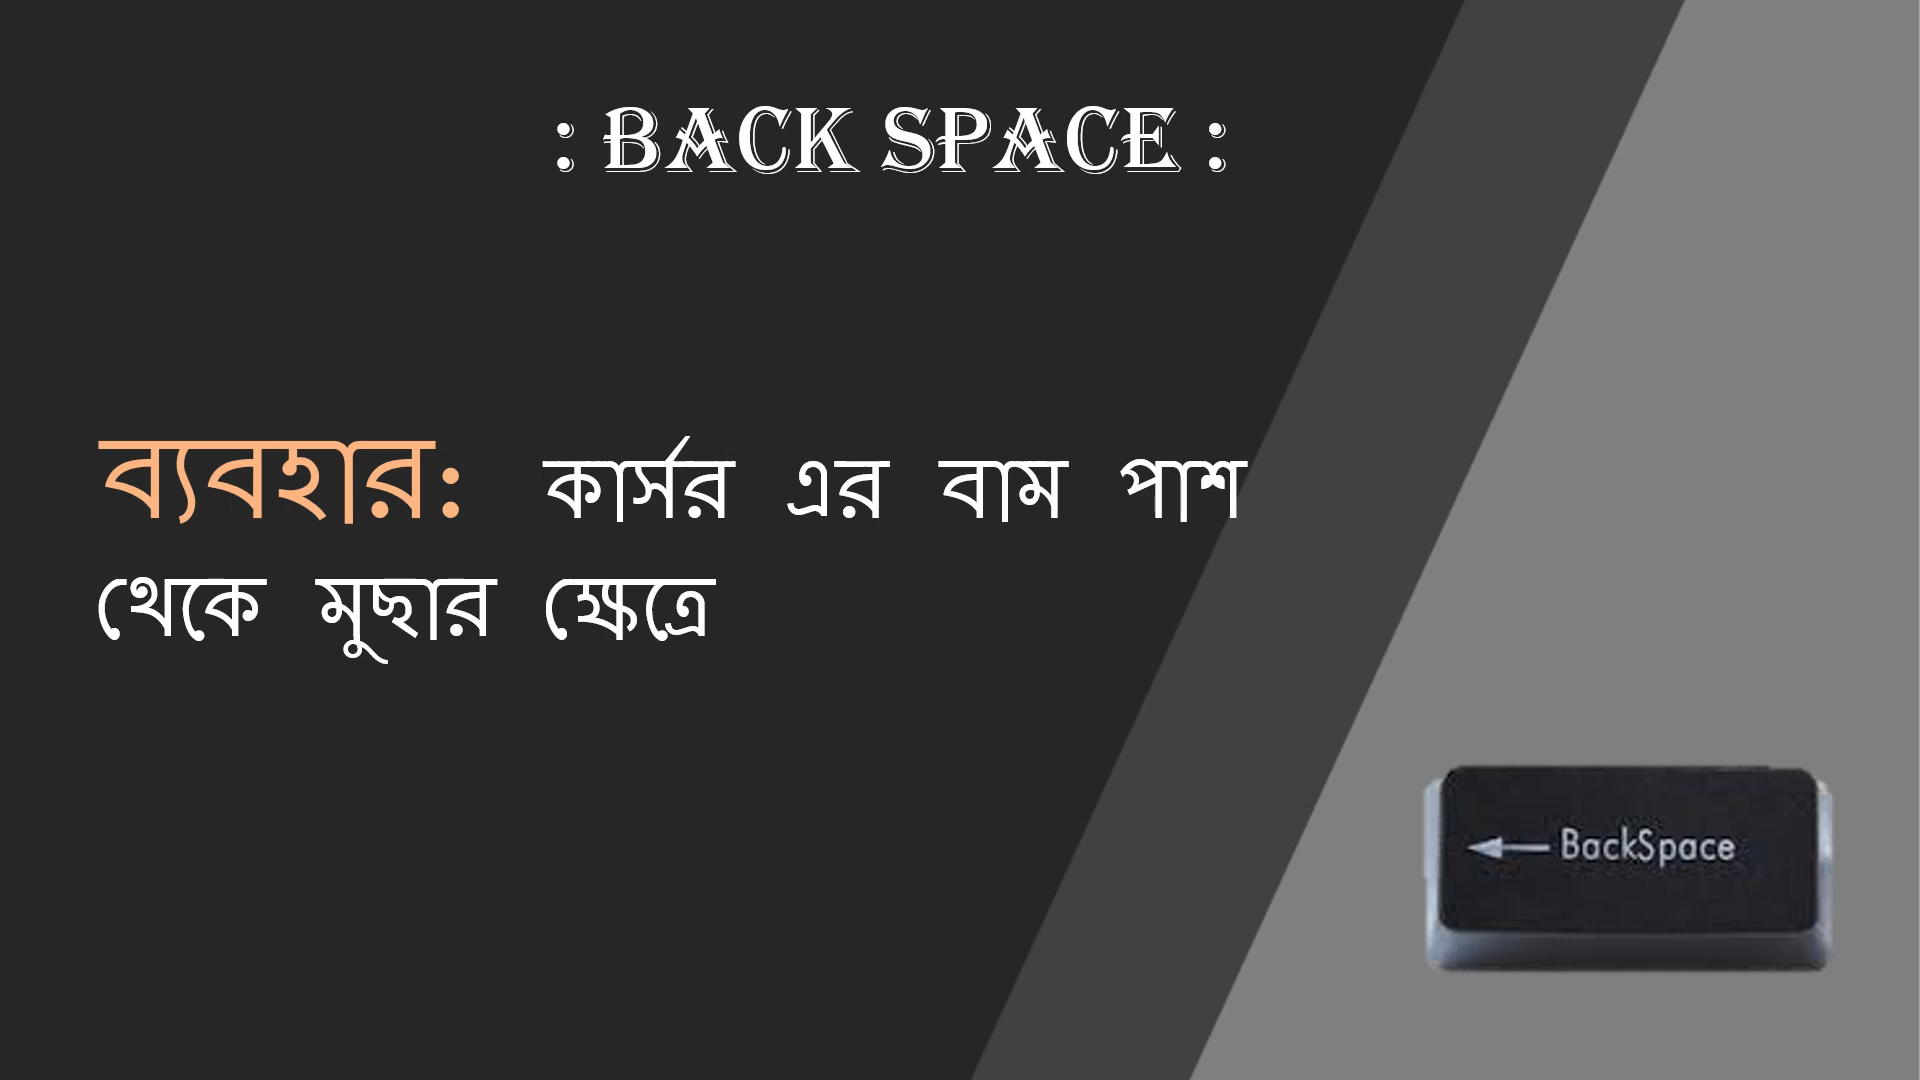 : BACK SPACE :
ব্যবহার: কার্সর এর বাম পাশ
থেকে মুছার ক্ষেত্রে
BackSpace